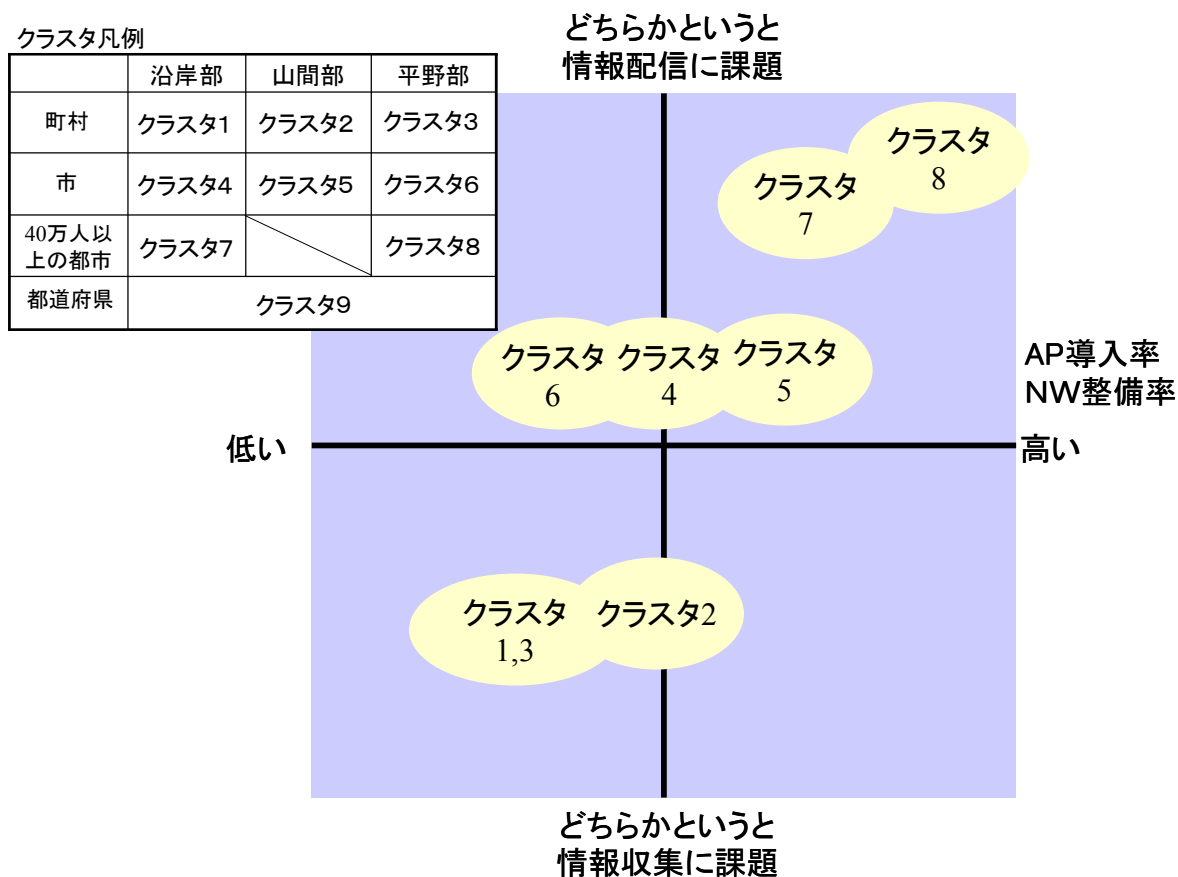 クラスタ凡例
沿岸部 山間部 平野部
町村 クラスタ1 クラスタ2 クラスタ3
市 クラスタ4 クラスタ5 クラスタ6
40万人以
上の都市 クラスタ7 クラスタ8
都道府県 クラスタ9
どちらかというと
情報配信に課題
クラスタ
8
クラスタ
7
クラスタ
6
クラスタ
4
クラスタ
5
AP導入率
NW整備率
低い
高い
クラスタ
1,3
クラスタ2
どちらかというと
情報収集に課題